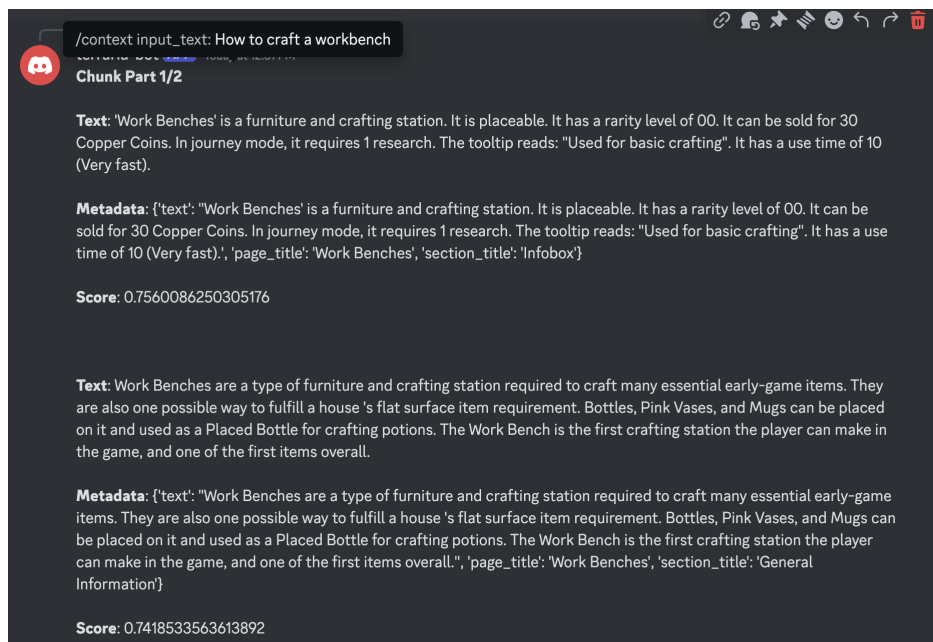 /context input_text: How to craft a workbench
Chunk Part 1/2
Text: 'Work Benches' is a furniture and crafting station. It is placeable. It has a rarity level of 00. It can be sold for 30
Copper Coins. In journey mode, it requires 1 research. The tooltip reads: "Used for basic crafting". It has a use time of 10
(Very fast).
Metadata: {'text': "Work Benches' is a furniture and crafting station. It is placeable. It has a rarity level of 00. It can be
sold for 30 Copper Coins. In journey mode, it requires 1 research. The tooltip reads: "Used for basic crafting". It has a use
time of 10 (Very fast).', 'page_title': 'Work Benches', 'section_title': 'Infobox'}
Score: 0.7560086250305176
Text: Work Benches are a type of furniture and crafting station required to craft many essential early-game items. They
are also one possible way to fulfill a house 's flat surface item requirement. Bottles, Pink Vases, and Mugs can be placed
on it and used as a Placed Bottle for crafting potions. The Work Bench is the first crafting station the player can make in
the game, and one of the first items overall.
Metadata: {'text': "Work Benches are a type of furniture and crafting station required to craft many essential early-game
items. They are also one possible way to fulfill a house 's flat surface item requirement. Bottles, Pink Vases, and Mugs can
be placed on it and used as a Placed Bottle for crafting potions. The Work Bench is the first crafting station the player
can make in the game, and one of the first items overall.", 'page_title': 'Work Benches', 'section_title': 'General
Information'}
Score: 0.7418533563613892